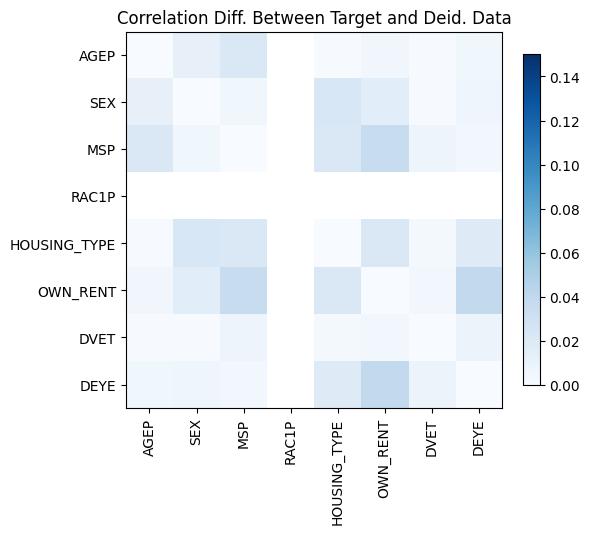 Correlation Diff. Between Target and Deid. Data
AGEP
SEX
MSP
RAC1P
HOUSING_TYPE
OWN_RENT
DVET
DEYE
AGEP
SEX
MSP
RAC1P
HOUSING_TYPE
OWN_RENT
DVET
DEYE
0.14
0.12
0.10
0.08
0.06
0.04
0.02
0.00